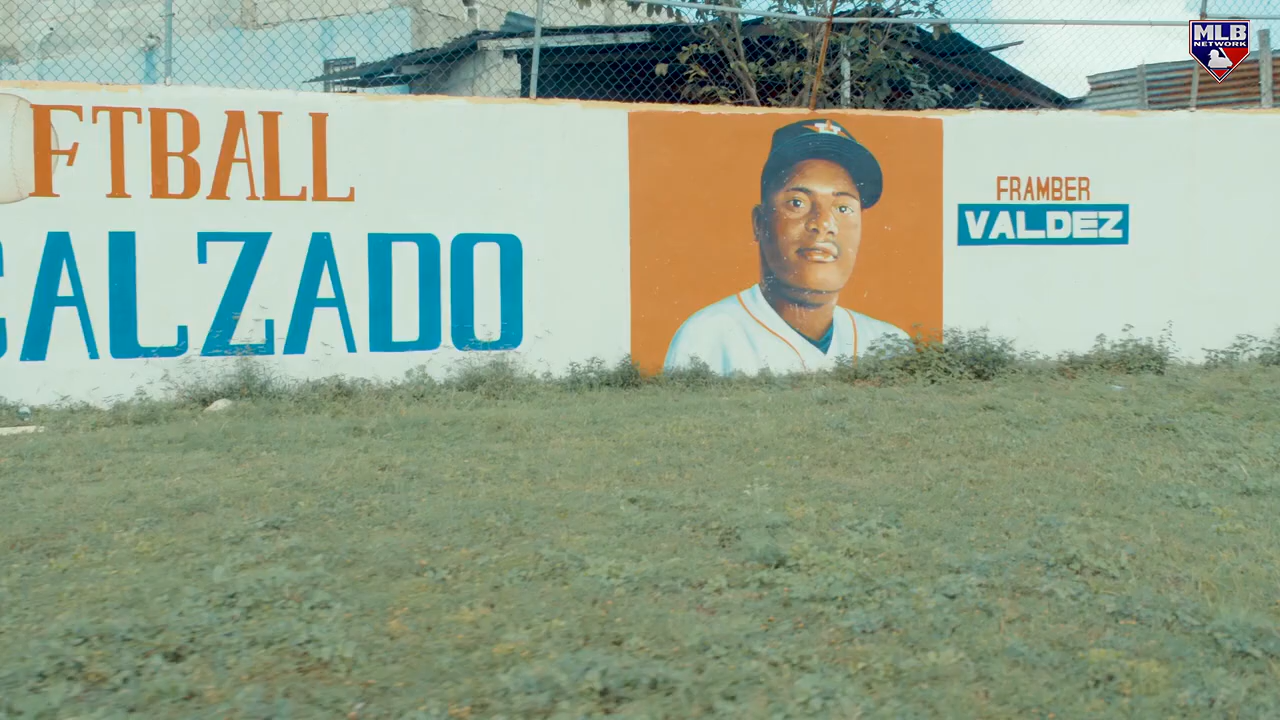 FTBALL
CALZADO
FRAMBER
VALDEZ
MLB
NETWORK